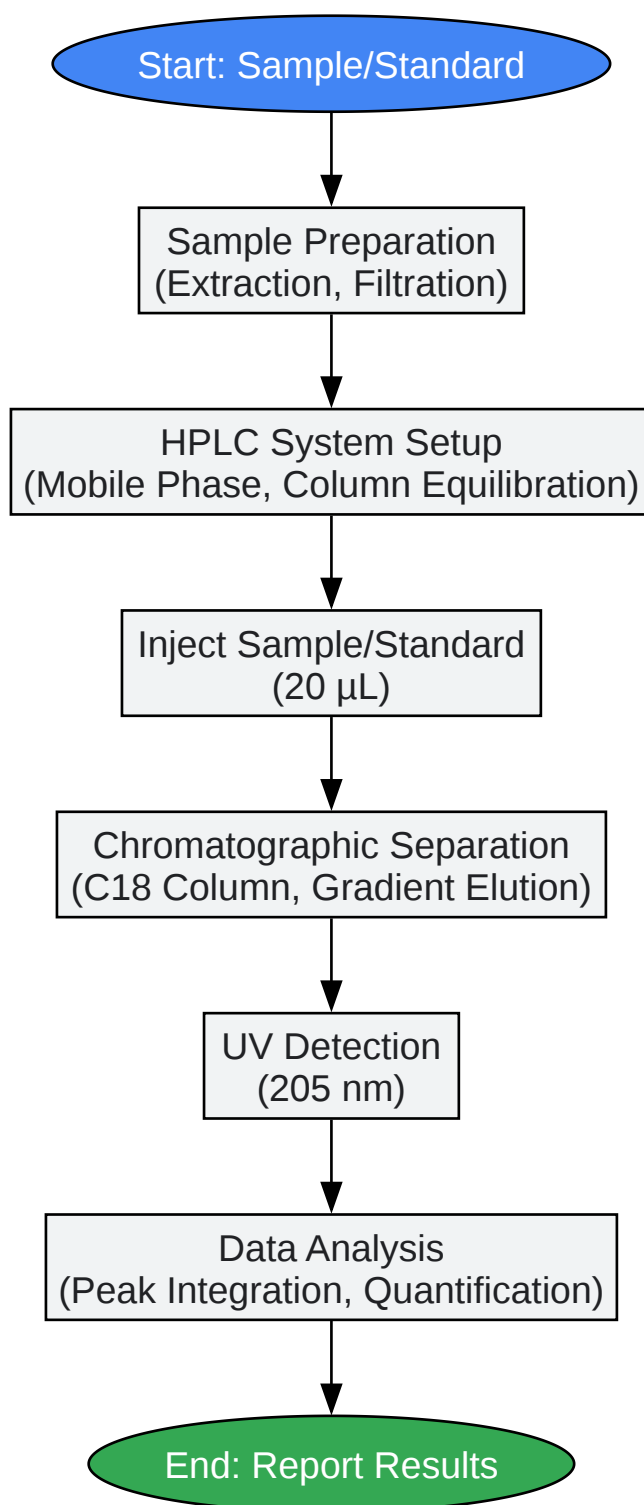 Start: Sample/Standard
Sample Preparation
(Extraction, Filtration)
HPLC System Setup
(Mobile Phase, Column Equilibration)
Inject Sample/Standard
(20 µL)
Chromatographic Separation
(C18 Column, Gradient Elution)
UV Detection
(205 nm)
Data Analysis
(Peak Integration, Quantification)
End: Report Results